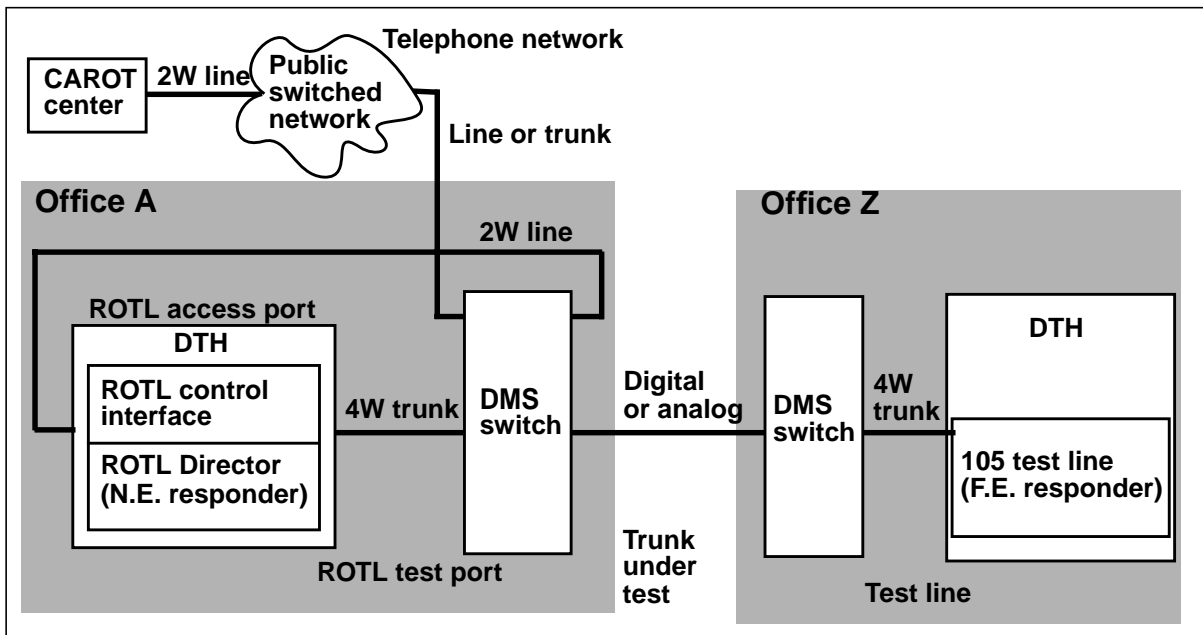 Telephone network
CAROT
center
2W line
Public
switched
network
Line or trunk
Office A
2W line
ROTL access port
DTH
ROTL control
interface
ROTL Director
(N.E. responder)
4W trunk
DMS
switch
ROTL test port
Digital
or analog
Trunk
under
test
Office Z
DMS
switch
4W
trunk
DTH
105 test line
(F.E. responder)
Test line